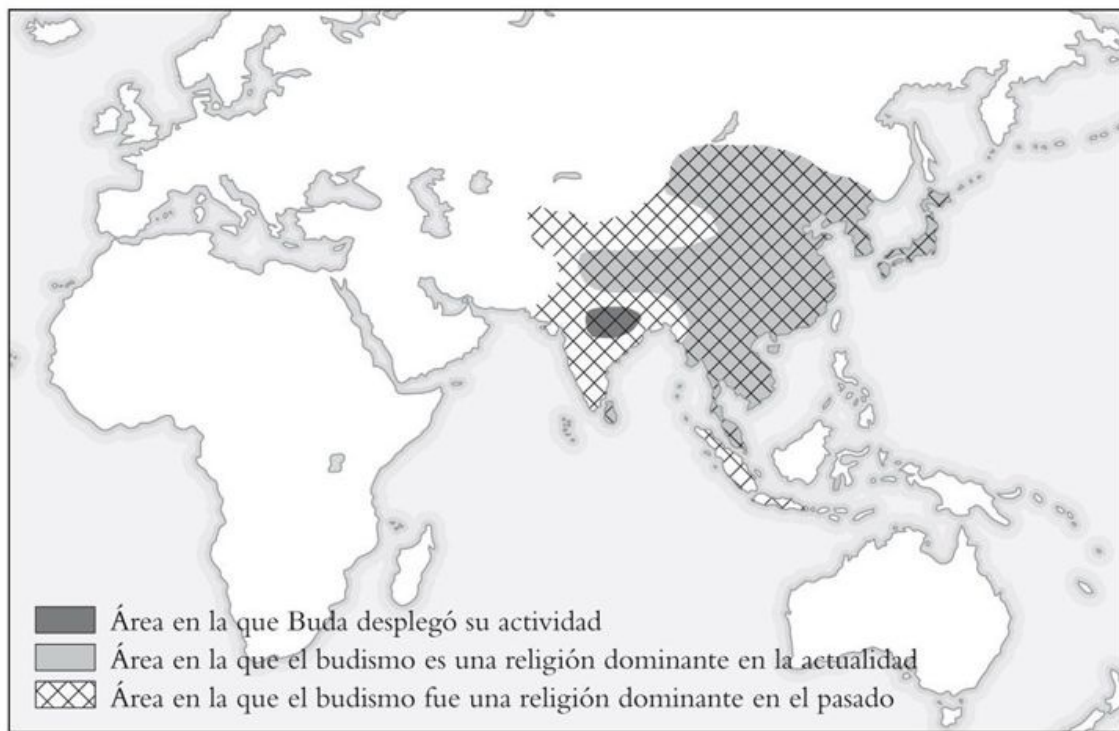 Área en la que Buda desplegó su actividad
Área en la que el budismo es una religión dominante en la actualidad
Área en la que el budismo fue una religión dominante en el pasado